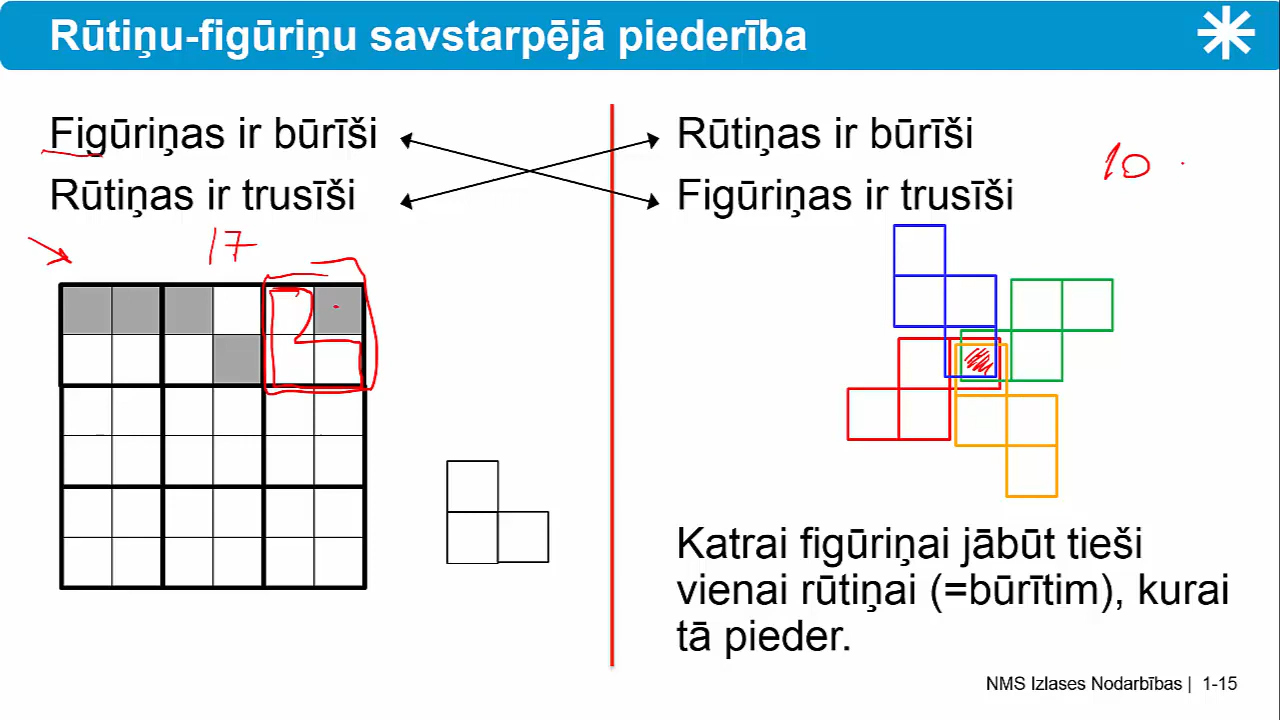 Rūtiņu-figūriņu savstarpējā piederība
Figūriņas ir būrīši
Rūtiņas ir trusīši
17
Rūtiņas ir būrīši
Figūriņas ir trusīši
10
Katrai figūriņai jābūt tieši
vienai rūtiņai (=būrītim), kurai
tā pieder.
NMS Izlases Nodarbības | 1-15